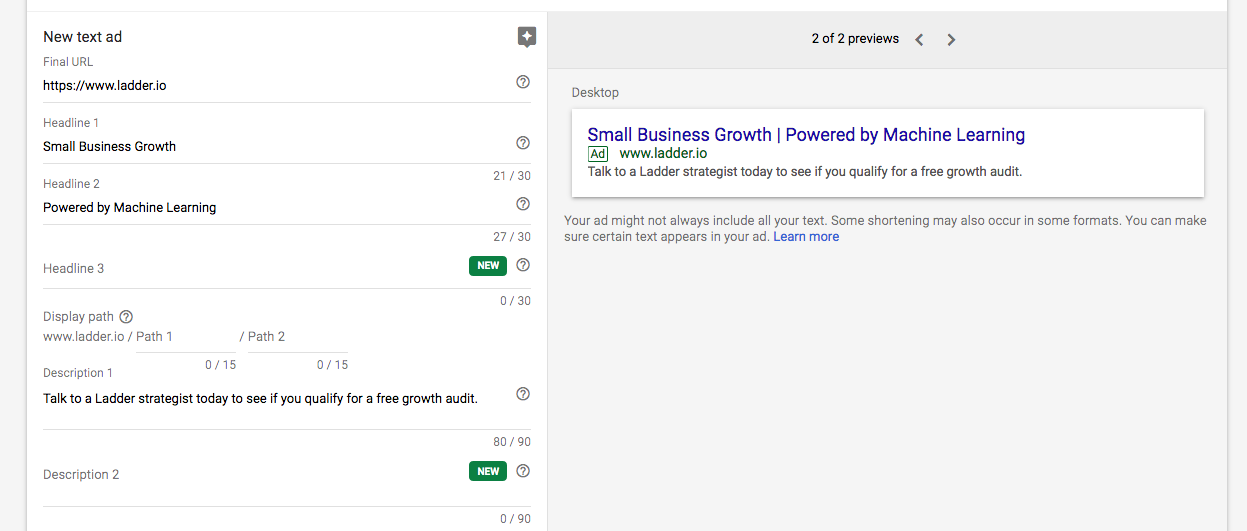 New text ad
Final URL
https://www.ladder.io
Headline 1
Small Business Growth
21 / 30
Headline 2
Powered by Machine Learning
27 / 30
Headline 3 NEW
0 / 30
Display path
www.ladder.io / Path 1 / Path 2
0 / 15 0 / 15
Description 1
Talk to a Ladder strategist today to see if you qualify for a free growth audit.
80 / 90
Description 2 NEW
0 / 90
2 of 2 previews
Desktop
Small Business Growth | Powered by Machine Learning
Ad www.ladder.io
Talk to a Ladder strategist today to see if you qualify for a free growth audit.
Your ad might not always include all your text. Some shortening may also occur in some formats. You can make
sure certain text appears in your ad. Learn more